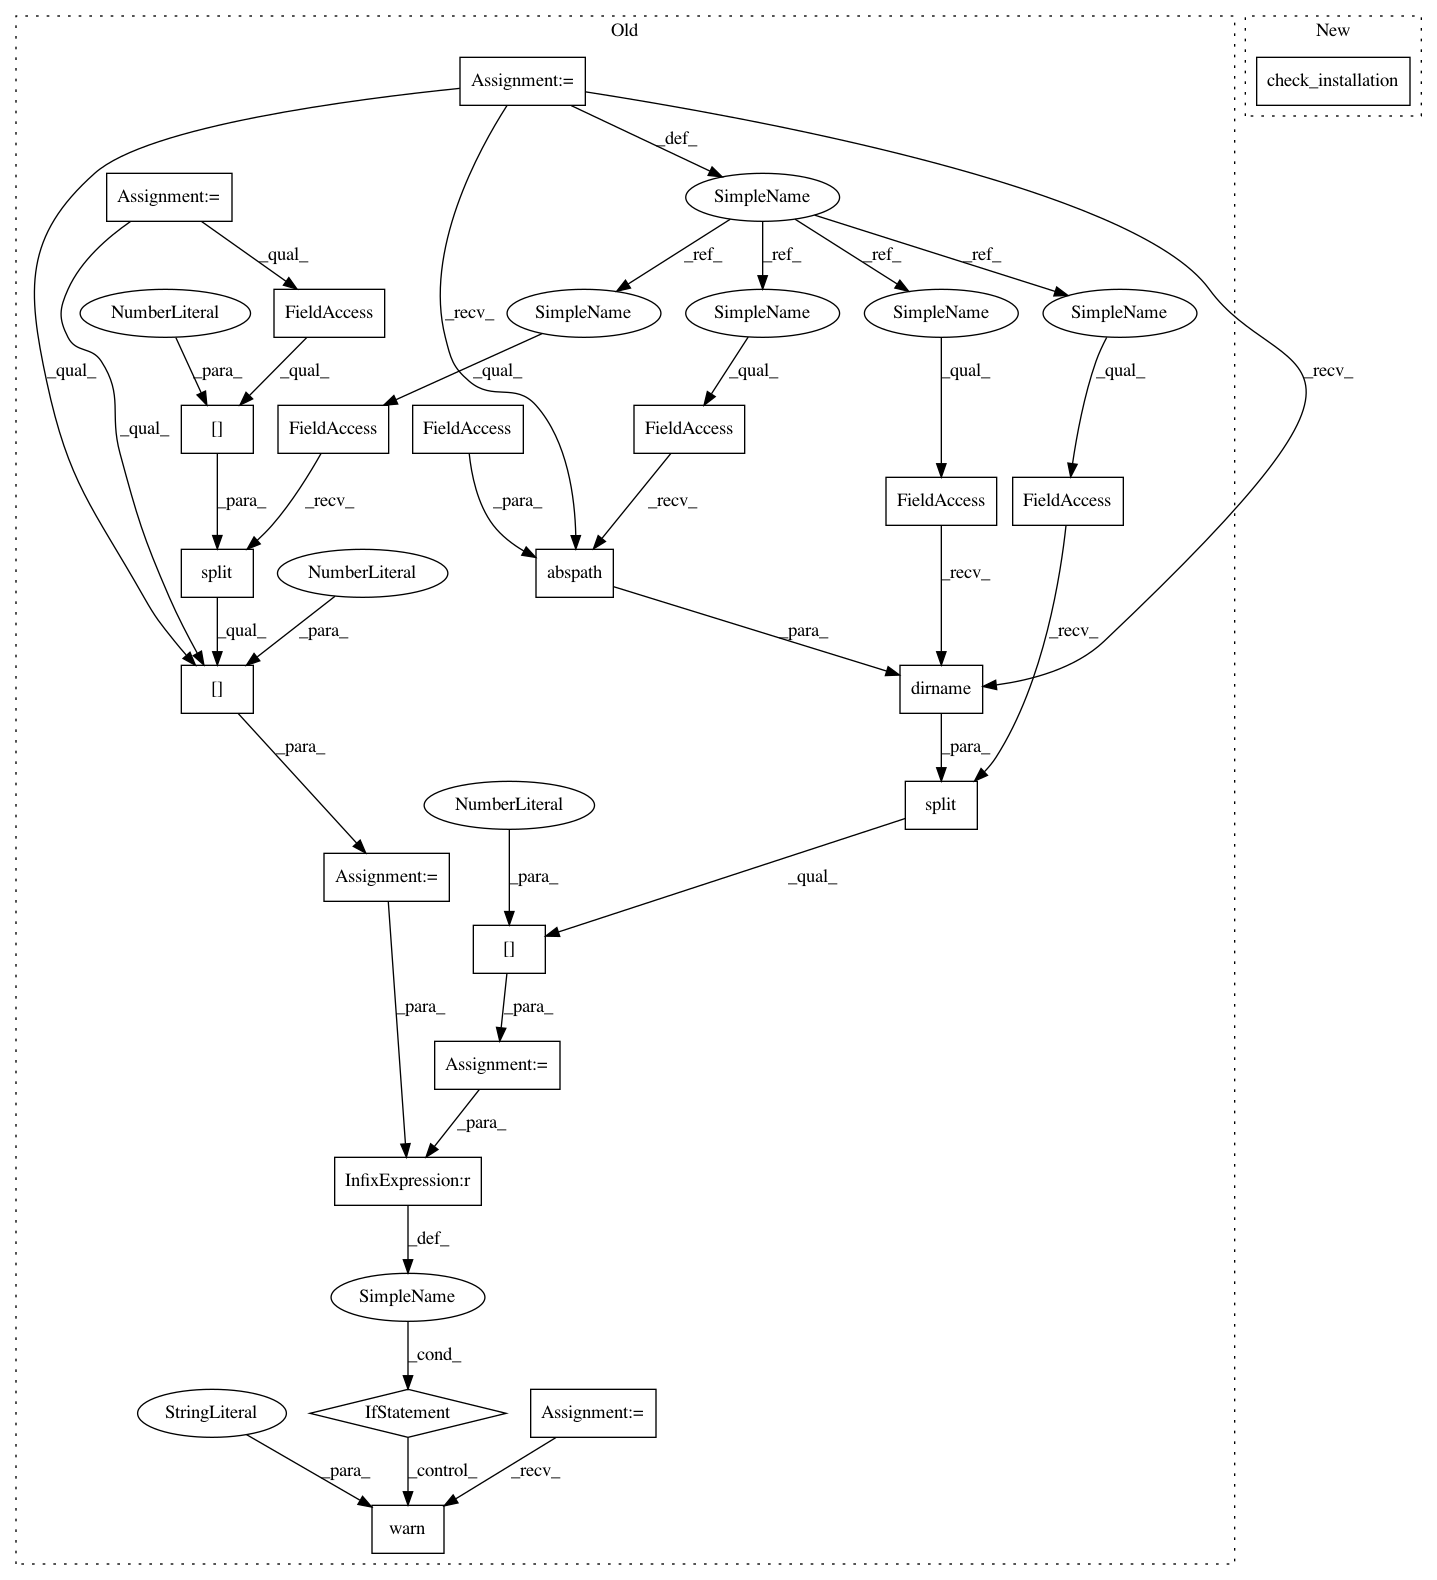 Old
New
Assignment:=
check_installation
_def_
Assignment:=
SimpleName
_qual_
_ref_
_ref_
_ref_
_ref_
NumberLiteral
FieldAccess
SimpleName
SimpleName
SimpleName
SimpleName
_recv_
_qual_
_para_
_qual_
_qual_
_qual_
_qual_
_qual_
_recv_
[]
FieldAccess
FieldAccess
FieldAccess
_qual_
FieldAccess
FieldAccess
_para_
_recv_
_para_
_recv_
split
NumberLiteral
abspath
_recv_
_qual_
_para_
_para_
_recv_
[]
dirname
_para_
_para_
NumberLiteral
split
Assignment:=
_para_
_qual_
[]
_para_
_para_
Assignment:=
_para_
InfixExpression:r
_def_
SimpleName
_cond_
StringLiteral
IfStatement
Assignment:=
_para_
_control_
_recv_
warn